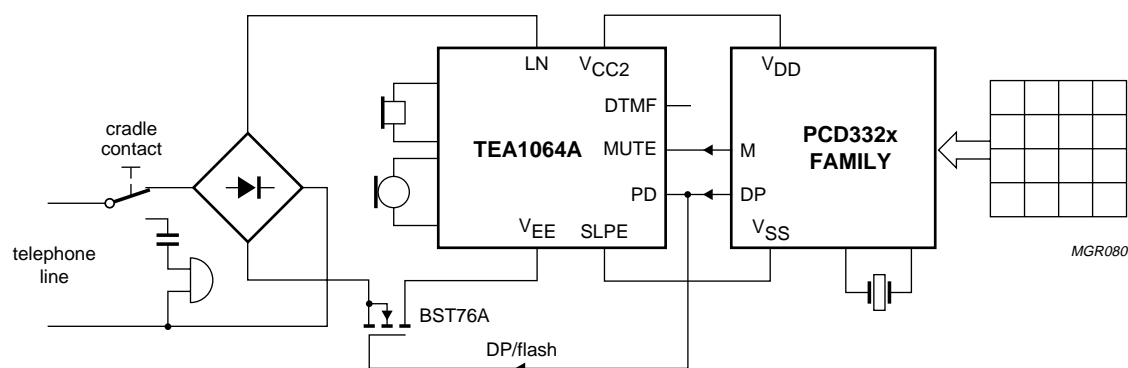 LN
VCC2
VDD
DTMF
cradle
contact
TEA1064A
MUTE
M
PCD332x
FAMILY
PD
DP
VEE
SLPE
VSS
telephone
line
MGR080
BST76A
DP/flash